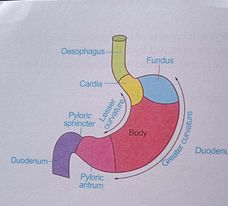 Oesophagus
Fundus
Cardia
Lesser
curvature
Pyloric
sphincter
Body
Greater curvature
Duodenum
Pyloric
antrum
Duodenu